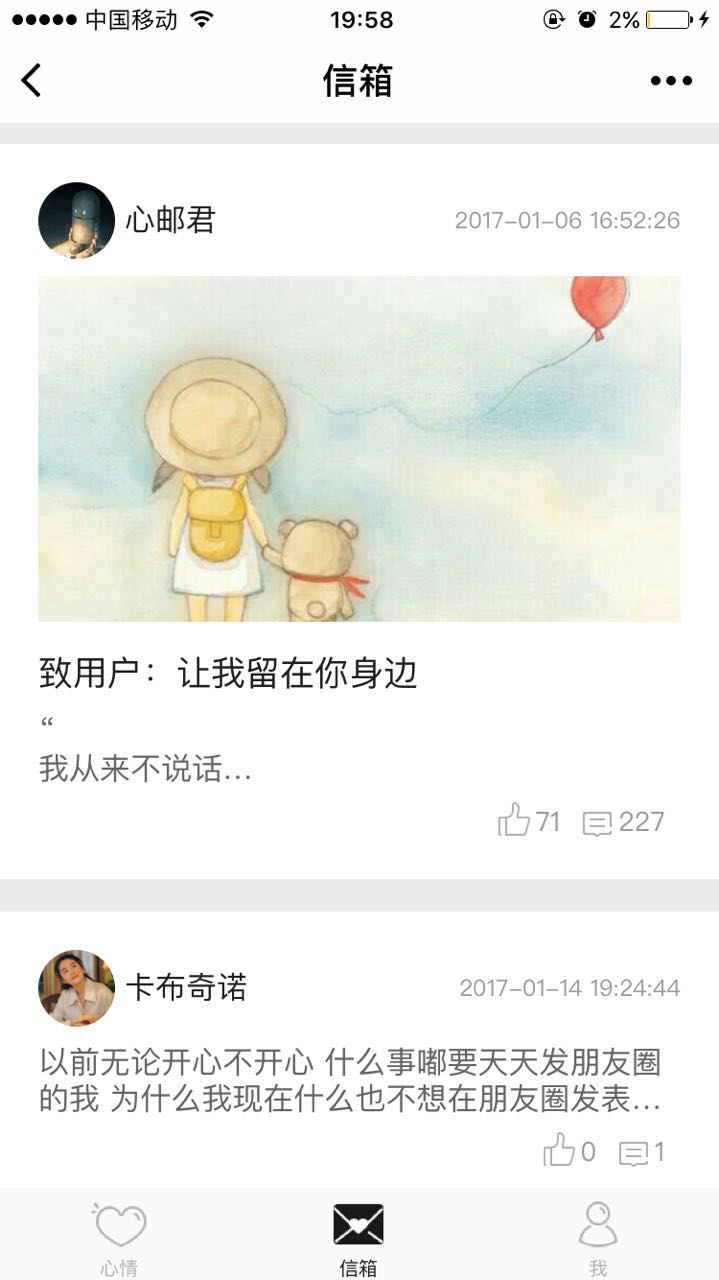 中国移动 19:58 2%
信箱
心邮君 2017-01-06 16:52:26
致用户：让我留在你身边
“
我从来不说话...
71 227
卡布奇诺 2017-01-14 19:24:44
以前无论开心不开心 什么事嘟要天天发朋友圈
的我 为什么我现在什么也不想在朋友圈发表...
0 1
心情 信箱 我